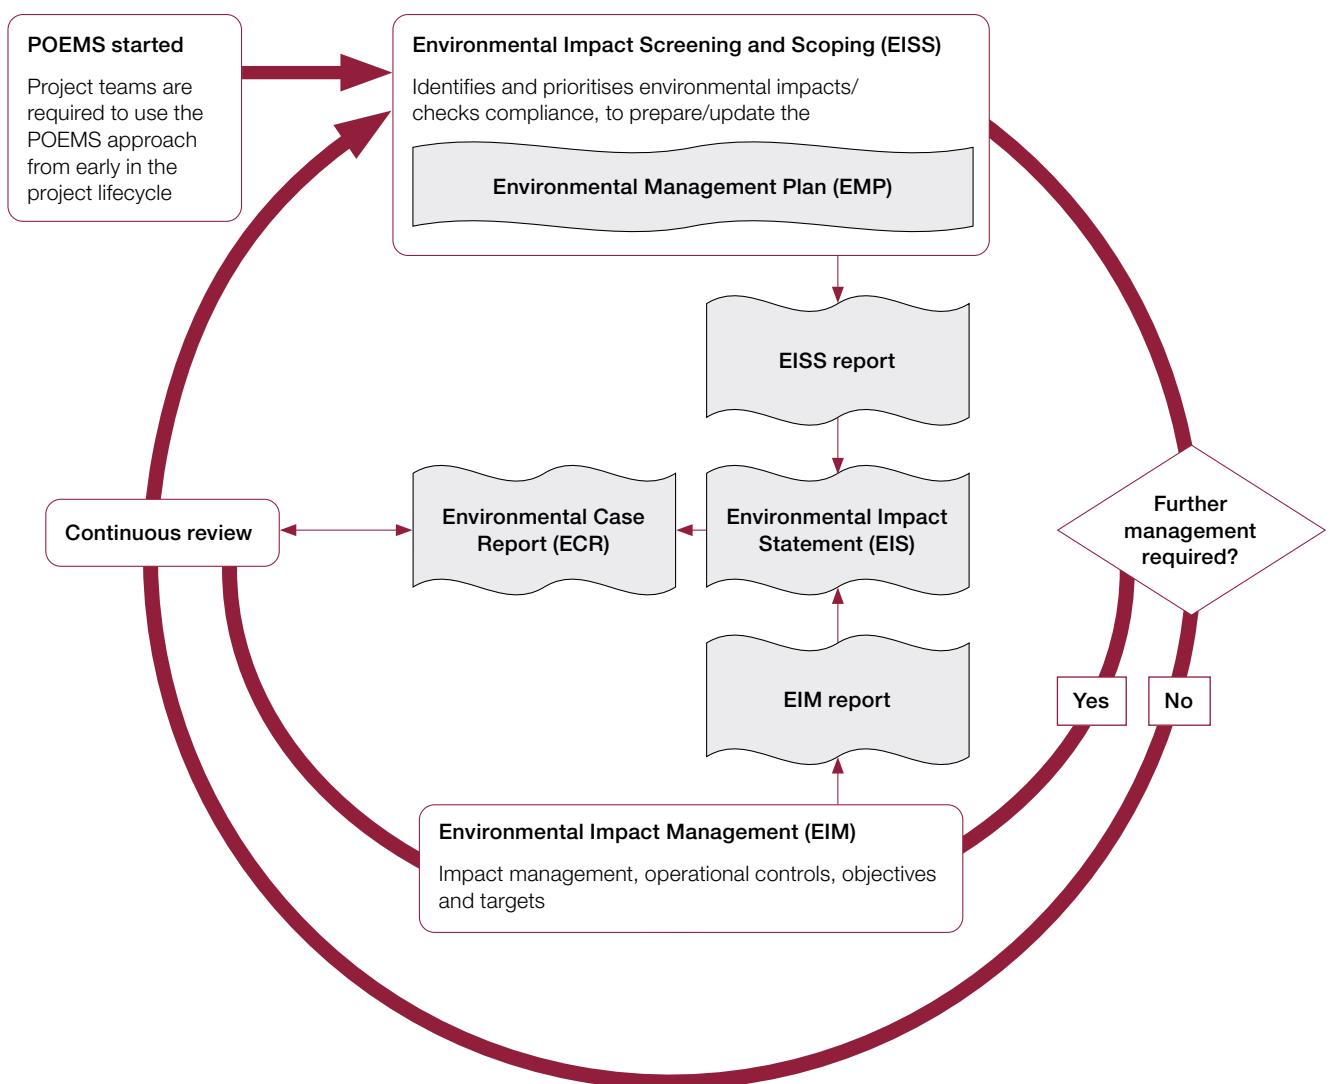 POEMS started
Project teams are
required to use the
POEMS approach
from early in the
project lifecycle
Environmental Impact Screening and Scoping (EISS)
Identifies and prioritises environmental impacts/
checks compliance, to prepare/update the
Environmental Management Plan (EMP)
EISS report
Continuous review
Environmental Case
Report (ECR)
Environmental Impact
Statement (EIS)
Further
management
required?
EIM report
Yes
No
Environmental Impact Management (EIM)
Impact management, operational controls, objectives
and targets